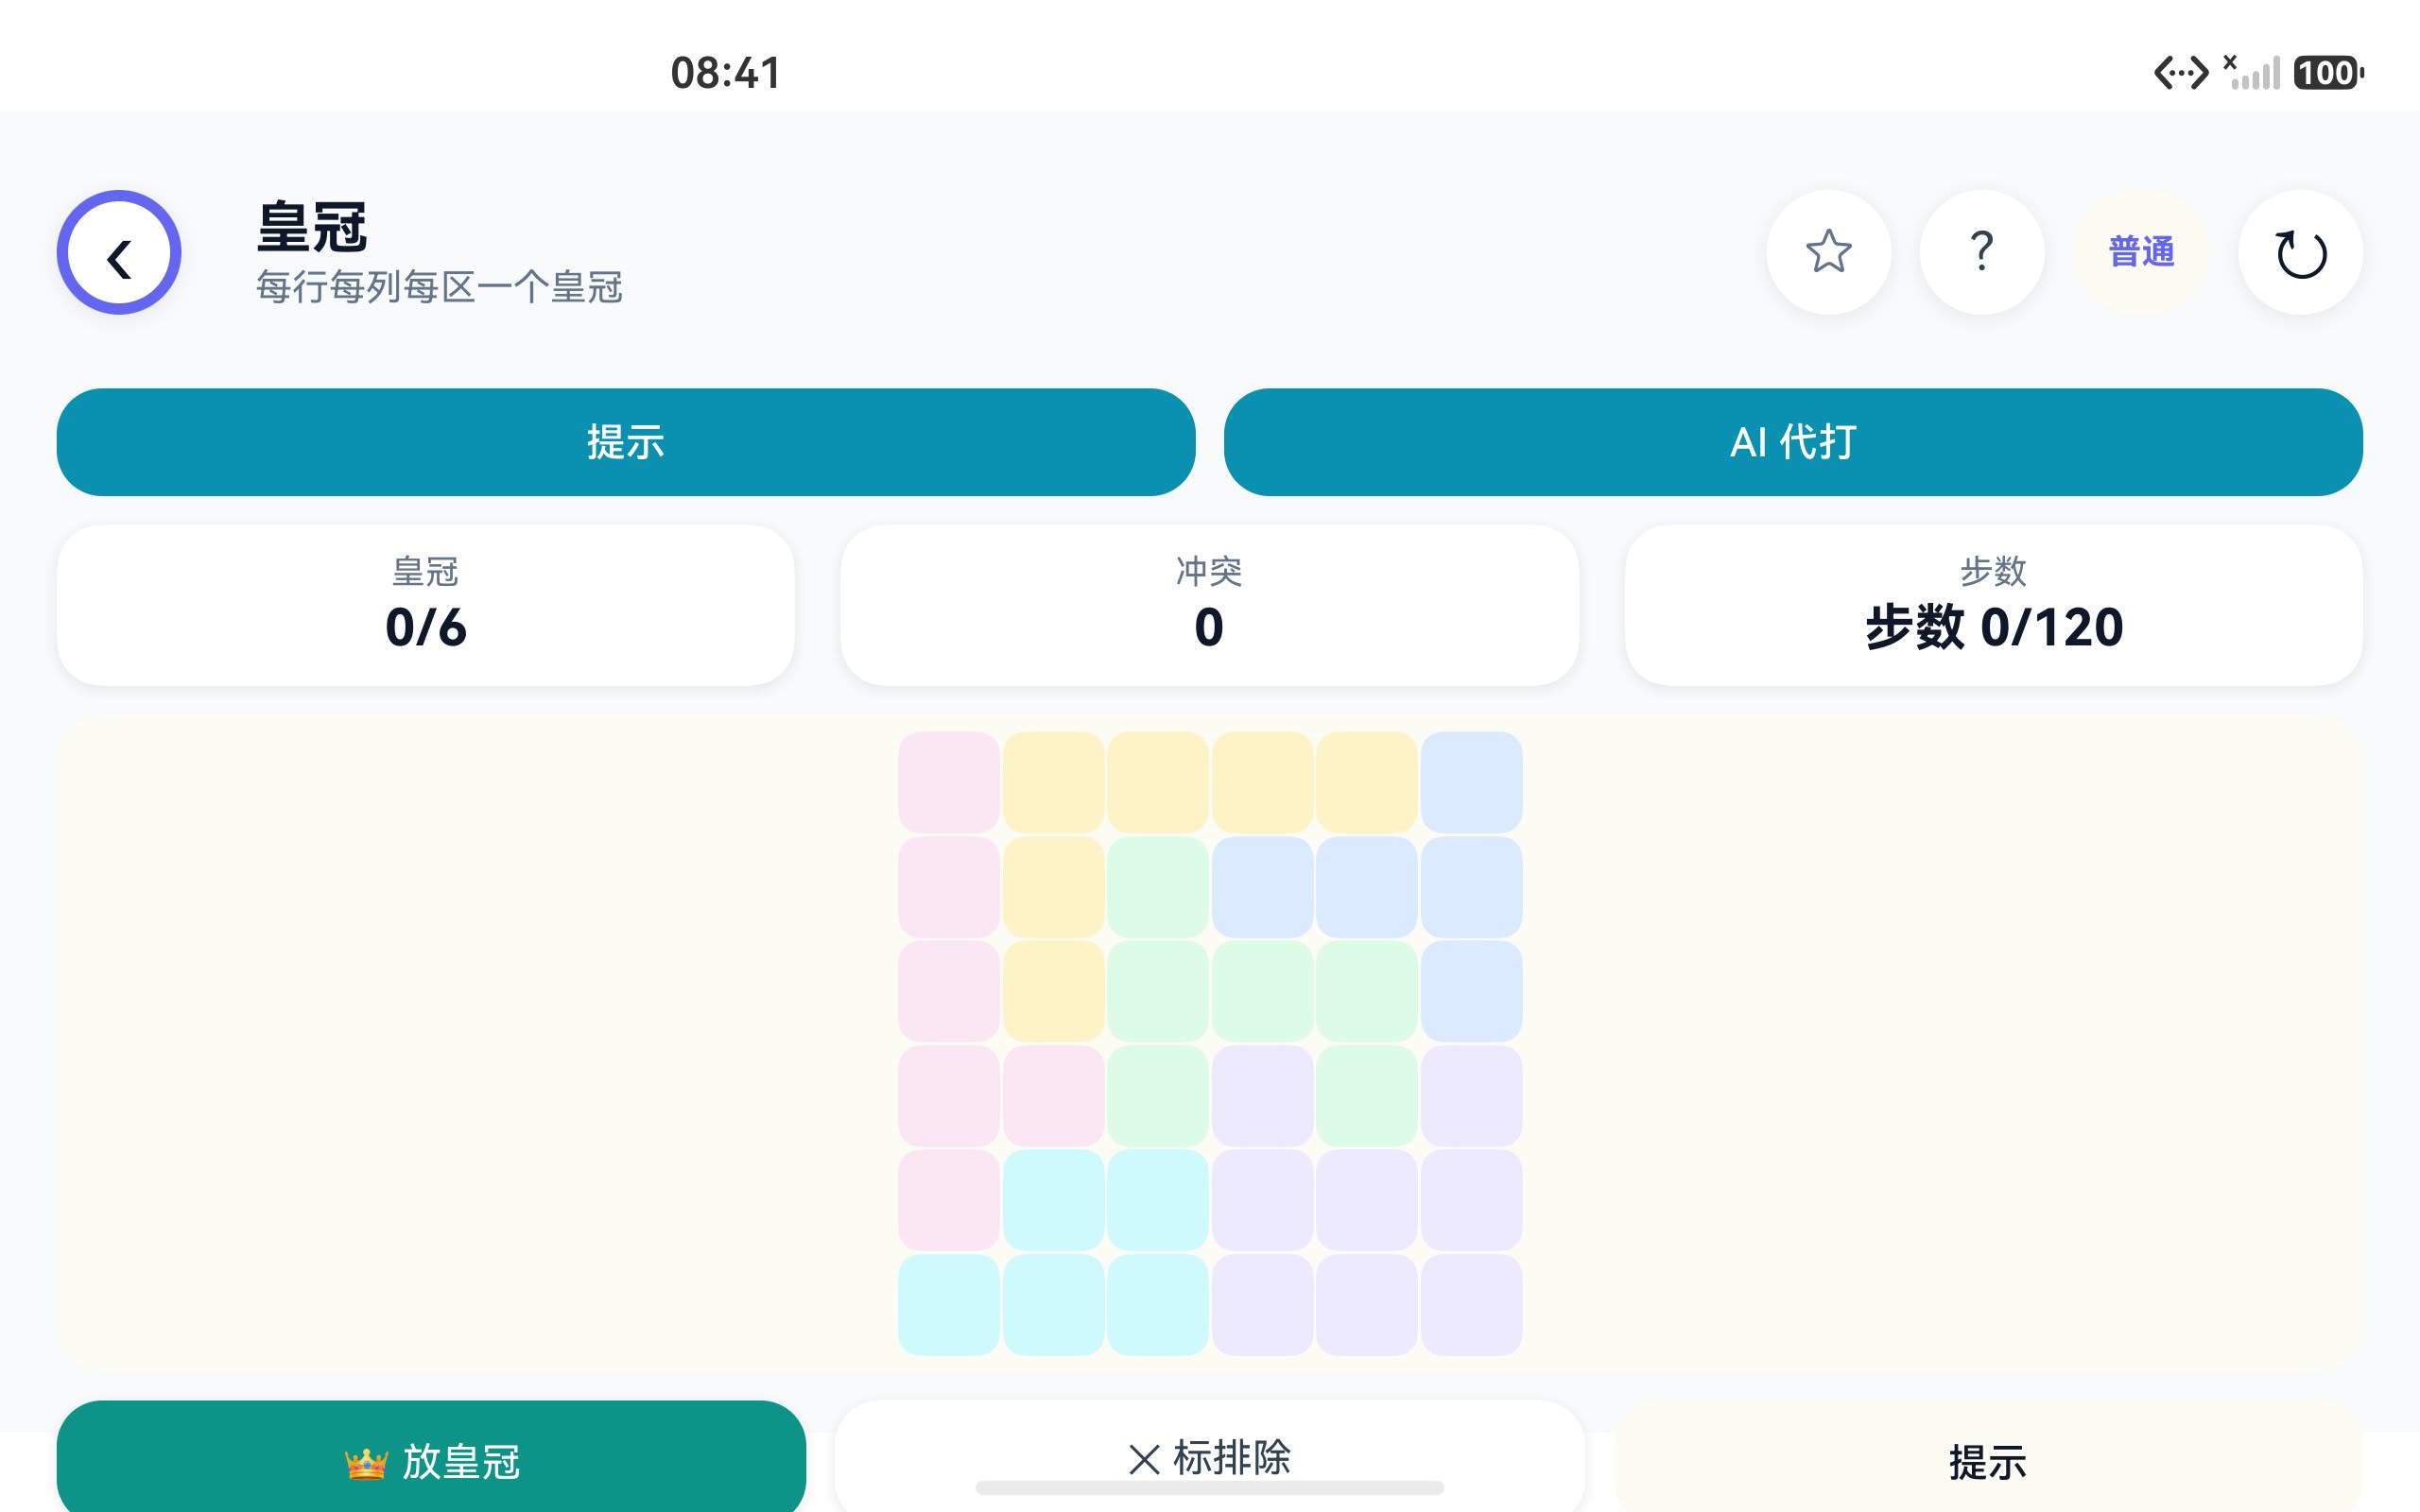 08:41
100
皇冠
每行每列每区一个皇冠
?
普通
提示
AI 代打
皇冠
0/6
冲突
0
步数
步数 0/120
👑 放皇冠
× 标排除
提示